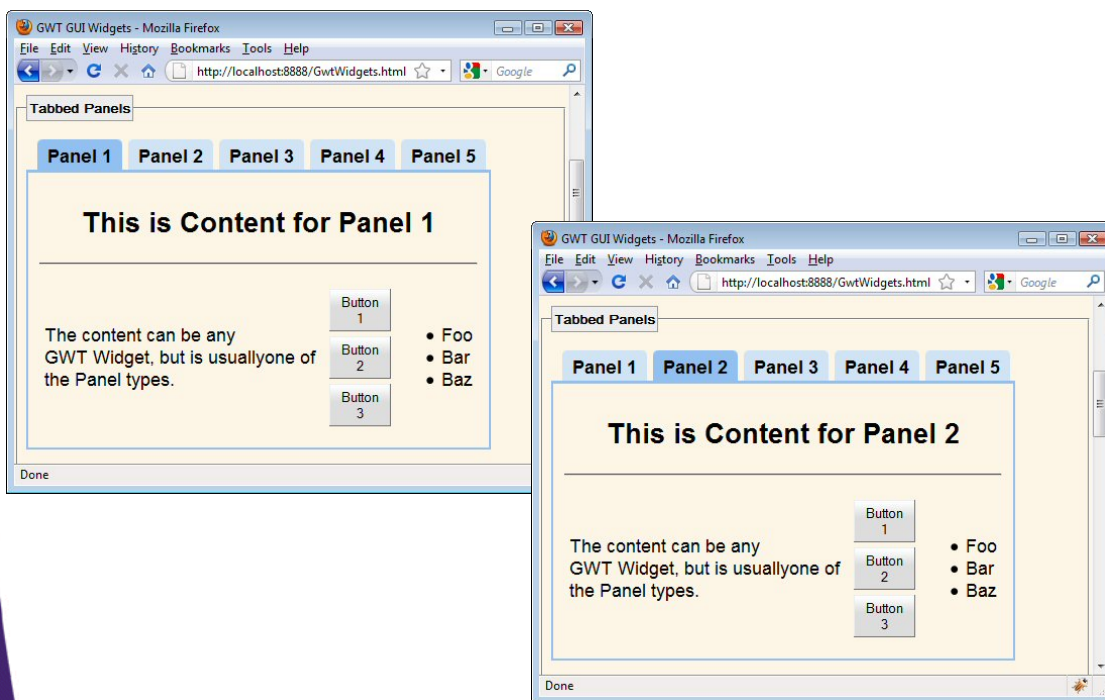 GWT GUI Widgets - Mozilla Firefox
File Edit View History Bookmarks Tools Help
http://localhost:8888/GwtWidgets.html
Google
Tabbed Panels
Panel 1 Panel 2 Panel 3 Panel 4 Panel 5
This is Content for Panel 1
The content can be any
GWT Widget, but is usuallyone of
the Panel types.
Button
1
Button
2
Button
3
• Foo
• Bar
• Baz
Done
GWT GUI Widgets - Mozilla Firefox
File Edit View History Bookmarks Tools Help
http://localhost:8888/GwtWidgets.htm
Google
Tabbed Panels
Panel 1 Panel 2 Panel 3 Panel 4 Panel 5
This is Content for Panel 2
The content can be any
GWT Widget, but is usuallyone of
the Panel types.
Button
1
Button
2
Button
3
• Foo
• Bar
• Baz
Done